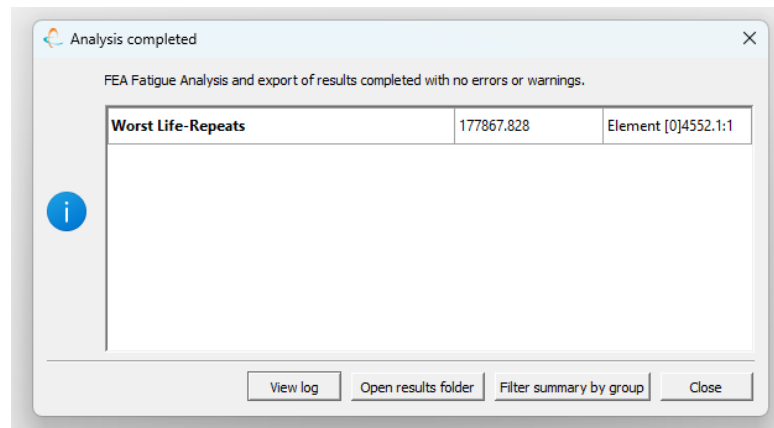 Analysis completed
FEA Fatigue Analysis and export of results completed with no errors or warnings.
Worst Life-Repeats 177867.828 Element [0]4552.1:1
View log Open results folder Filter summary by group Close